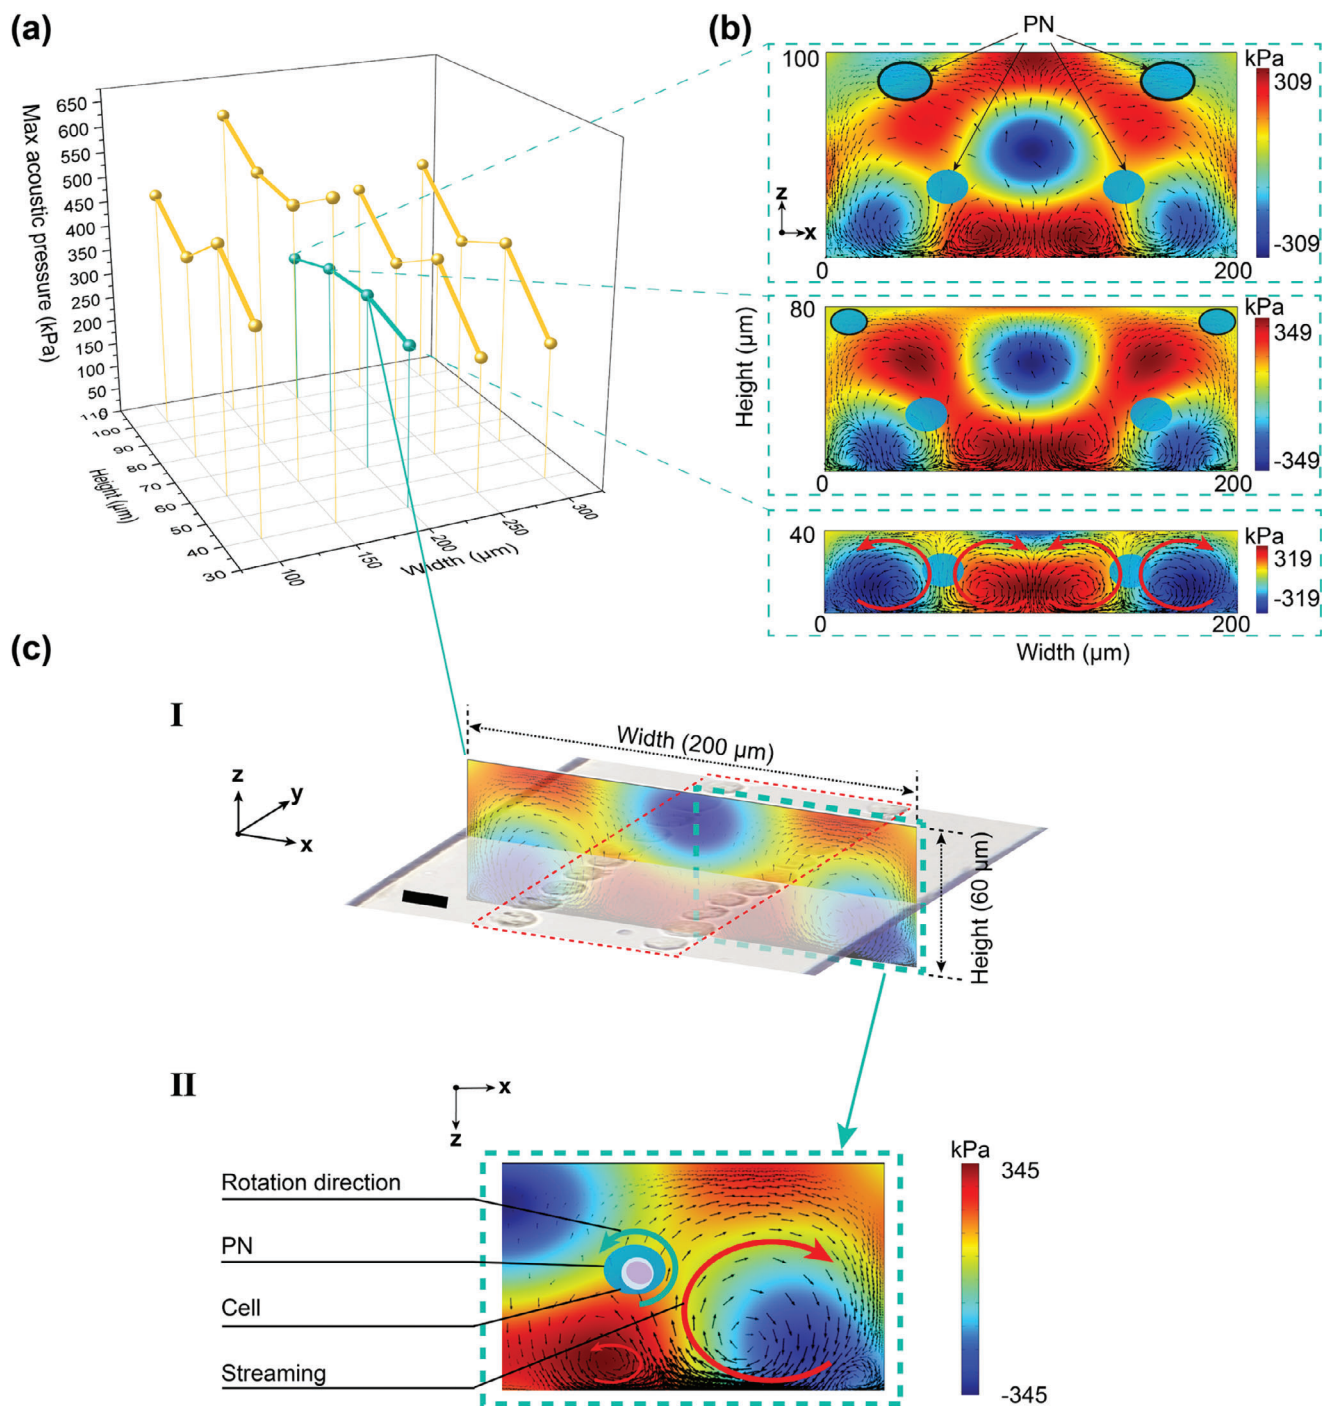 (a)
Max acoustic pressure (kPa)
650
600
550
500
450
400
350
300
250
200
150
100
50
0
110
100
90
80
70
60
50
40
30
Height (µm)
100
150
200
250
300
Width (µm)
(b)
PN
100
z
x
0
200
kPa
309
-309
80
0
200
kPa
349
-349
Height (µm)
40
0
200
kPa
319
-319
Width (µm)
(c)
I
z
y
x
Width (200 µm)
Height (60 µm)
II
x
z
Rotation direction
PN
Cell
Streaming
kPa
345
-345